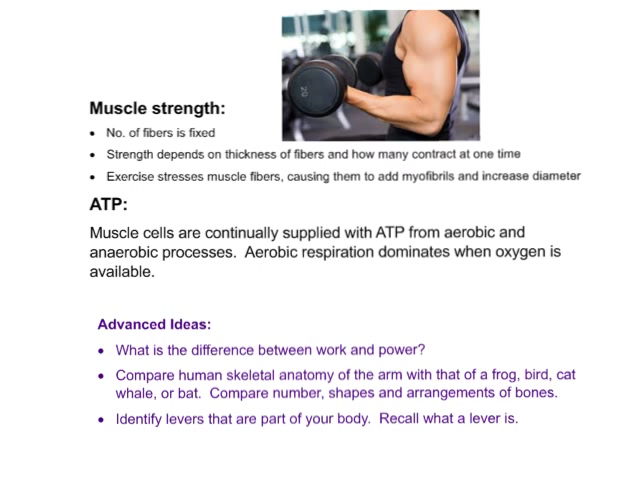 20
Muscle strength:
• No. of fibers is fixed
• Strength depends on thickness of fibers and how many contract at one time
• Exercise stresses muscle fibers, causing them to add myofibrils and increase diameter
ATP:
Muscle cells are continually supplied with ATP from aerobic and
anaerobic processes.  Aerobic respiration dominates when oxygen is
available.
Advanced Ideas:
• What is the difference between work and power?
• Compare human skeletal anatomy of the arm with that of a frog, bird, cat
whale, or bat.  Compare number, shapes and arrangements of bones.
• Identify levers that are part of your body.  Recall what a lever is.